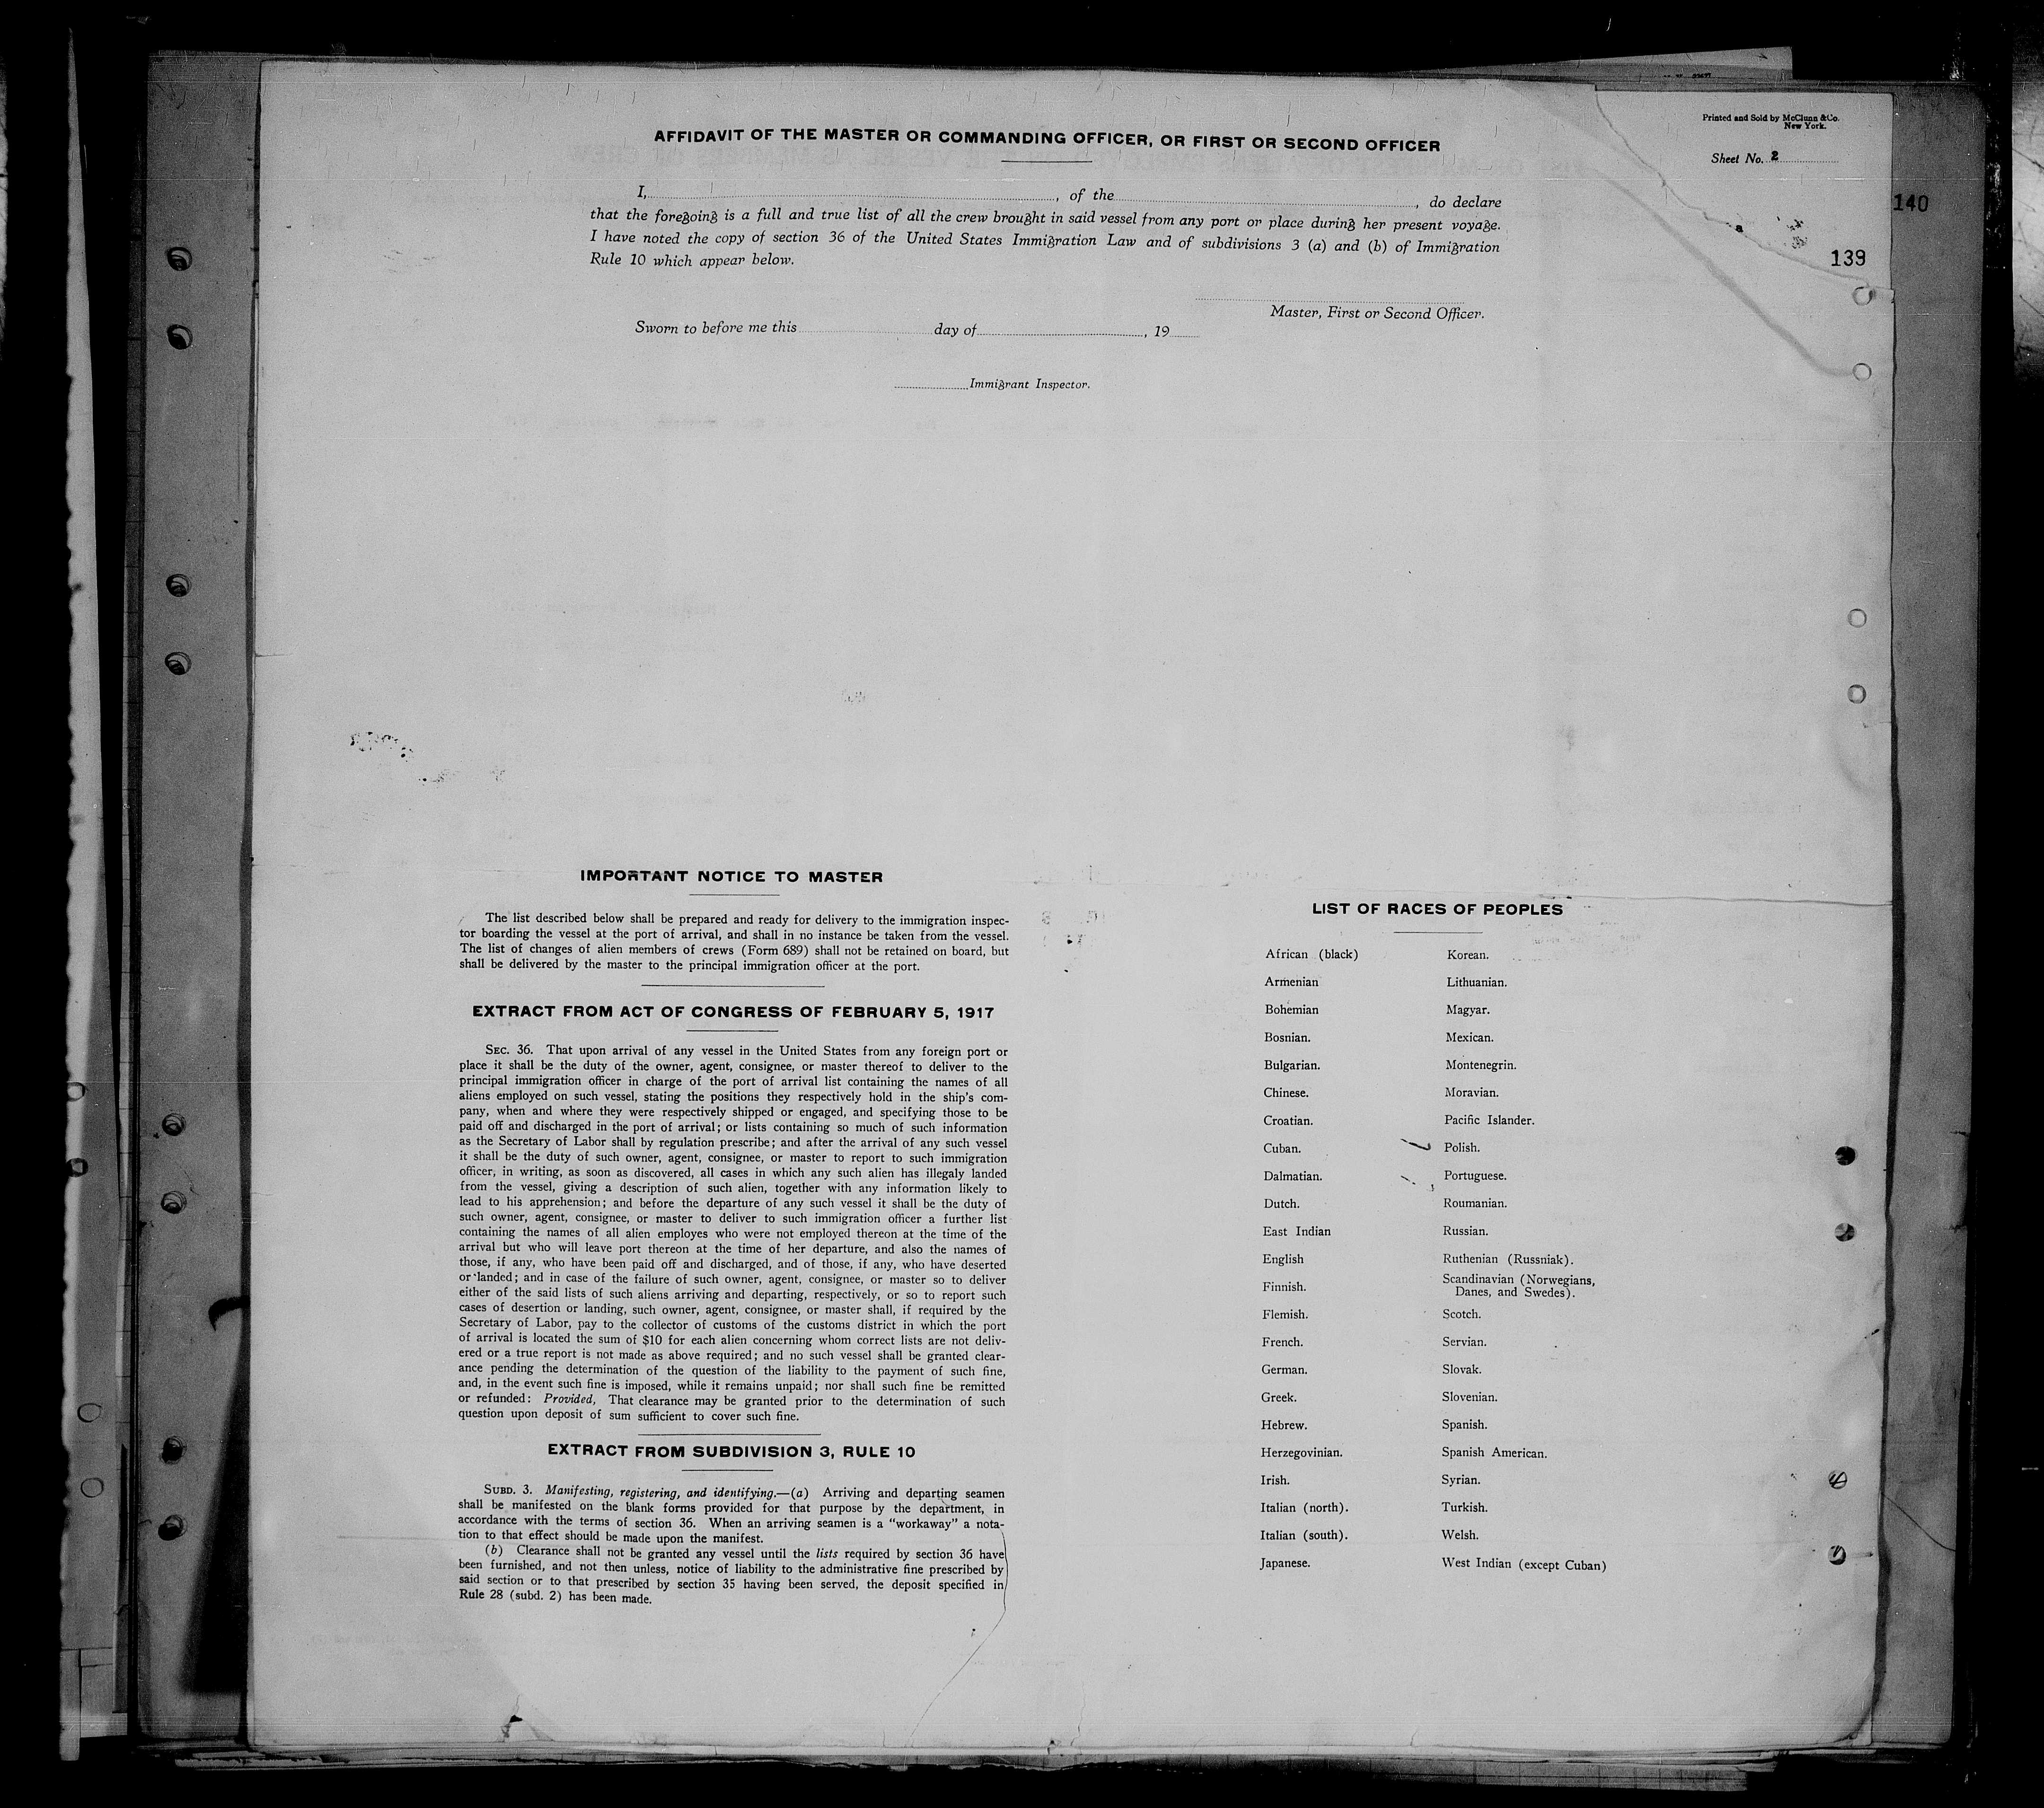 Printed and Sold by McClunn & Co.
New York.
Sheet No. 2
140
139
AFFIDAVIT OF THE MASTER OR COMMANDING OFFICER, OR FIRST OR SECOND OFFICER
I, , of the , do declare
that the foregoing is a full and true list of all the crew brought in said vessel from any port or place during her present voyage.
I have noted the copy of section 36 of the United States Immigration Law and of subdivisions 3 (a) and (b) of Immigration
Rule 10 which appear below.
Master, First or Second Officer.
Sworn to before me this day of , 19
Immigrant Inspector.
IMPORTANT NOTICE TO MASTER
The list described below shall be prepared and ready for delivery to the immigration inspec-
tor boarding the vessel at the port of arrival, and shall in no instance be taken from the vessel.
The list of changes of alien members of crews (Form 689) shall not be retained on board, but
shall be delivered by the master to the principal immigration officer at the port.
EXTRACT FROM ACT OF CONGRESS OF FEBRUARY 5, 1917
SEC. 36. That upon arrival of any vessel in the United States from any foreign port or
place it shall be the duty of the owner, agent, consignee, or master thereof to deliver to the
principal immigration officer in charge of the port of arrival list containing the names of all
aliens employed on such vessel, stating the positions they respectively hold in the ship's com-
pany, when and where they were respectively shipped or engaged, and specifying those to be
paid off and discharged in the port of arrival; or lists containing so much of such information
as the Secretary of Labor shall by regulation prescribe; and after the arrival of any such vessel
it shall be the duty of such owner, agent, consignee, or master to report to such immigration
officer, in writing, as soon as discovered, all cases in which any such alien has illegaly landed
from the vessel, giving a description of such alien, together with any information likely to
lead to his apprehension; and before the departure of any such vessel it shall be the duty of
such owner, agent, consignee, or master to deliver to such immigration officer a further list
containing the names of all alien employes who were not employed thereon at the time of the
arrival but who will leave port thereon at the time of her departure, and also the names of
those, if any, who have been paid off and discharged, and of those, if any, who have deserted
or landed; and in case of the failure of such owner, agent, consignee, or master so to deliver
either of the said lists of such aliens arriving and departing, respectively, or so to report such
cases of desertion or landing, such owner, agent, consignee, or master shall, if required by the
Secretary of Labor, pay to the collector of customs of the customs district in which the port
of arrival is located the sum of $10 for each alien concerning whom correct lists are not deliv-
ered or a true report is not made as above required; and no such vessel shall be granted clear-
ance pending the determination of the question of the liability to the payment of such fine,
and, in the event such fine is imposed, while it remains unpaid; nor shall such fine be remitted
or refunded: Provided, That clearance may be granted prior to the determination of such
question upon deposit of sum sufficient to cover such fine.
EXTRACT FROM SUBDIVISION 3, RULE 10
SUBD. 3. Manifesting, registering, and identifying.—(a) Arriving and departing seamen
shall be manifested on the blank forms provided for that purpose by the department, in
accordance with the terms of section 36. When an arriving seamen is a "workaway" a nota-
tion to that effect should be made upon the manifest.
(b) Clearance shall not be granted any vessel until the lists required by section 36 have
been furnished, and not then unless, notice of liability to the administrative fine prescribed by
said section or to that prescribed by section 35 having been served, the deposit specified in
Rule 28 (subd. 2) has been made.
LIST OF RACES OF PEOPLES
African (black)
Armenian
Bohemian
Bosnian.
Bulgarian.
Chinese.
Croatian.
Cuban.
Dalmatian.
Dutch.
East Indian
English
Finnish.
Flemish.
French.
German.
Greek.
Hebrew.
Herzegovinian.
Irish.
Italian (north).
Italian (south).
Japanese.
Korean.
Lithuanian.
Magyar.
Mexican.
Montenegrin.
Moravian.
Pacific Islander.
Polish.
Portuguese.
Roumanian.
Russian.
Ruthenian (Russniak).
Scandinavian (Norwegians,
Danes, and Swedes).
Scotch.
Servian.
Slovak.
Slovenian.
Spanish.
Spanish American.
Syrian.
Turkish.
Welsh.
West Indian (except Cuban)